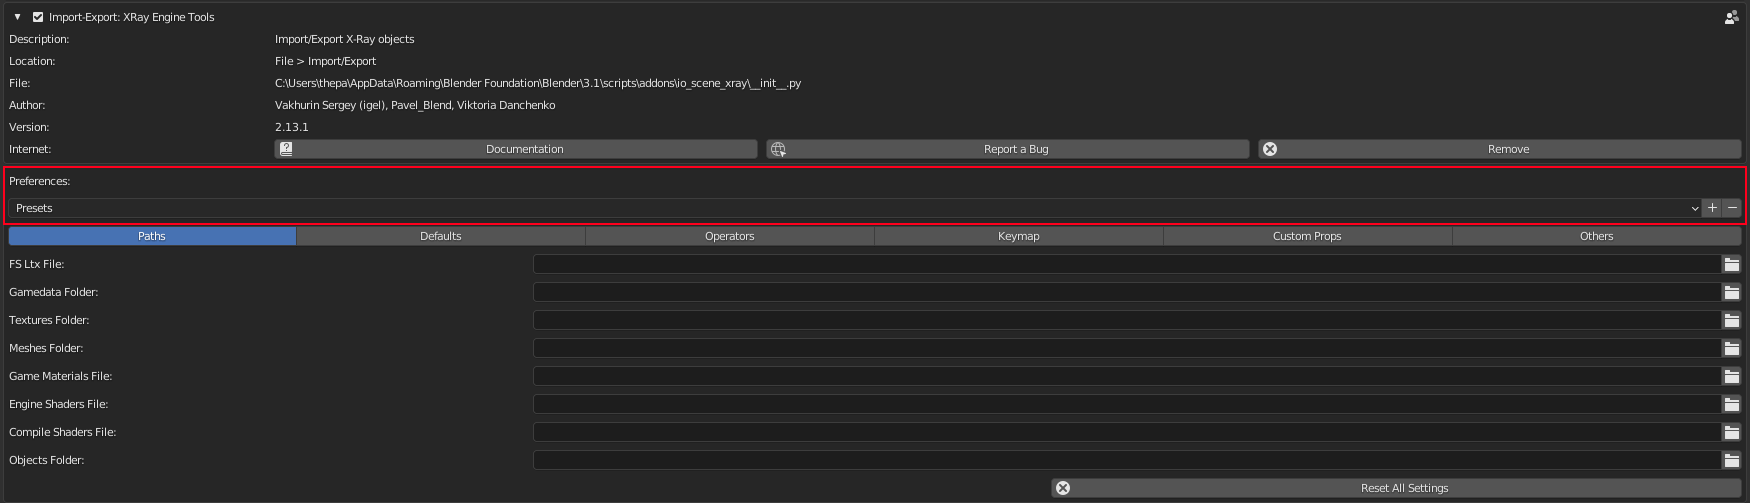 Import-Export: XRay Engine Tools
Description: Import/Export X-Ray objects
Location: File > Import/Export
File: C:\Users\thepa\AppData\Roaming\Blender Foundation\Blender\3.1\scripts\addons\io_scene_xray\__init__.py
Author: Vakhurin Sergey (igel), Pavel_Blend, Viktoria Danchenko
Version: 2.13.1
Internet: Documentation Report a Bug Remove
Preferences:
Presets
Paths Defaults Operators Keymap Custom Props Others
FS Ltx File:
Gamedata Folder:
Textures Folder:
Meshes Folder:
Game Materials File:
Engine Shaders File:
Compile Shaders File:
Objects Folder:
Reset All Settings